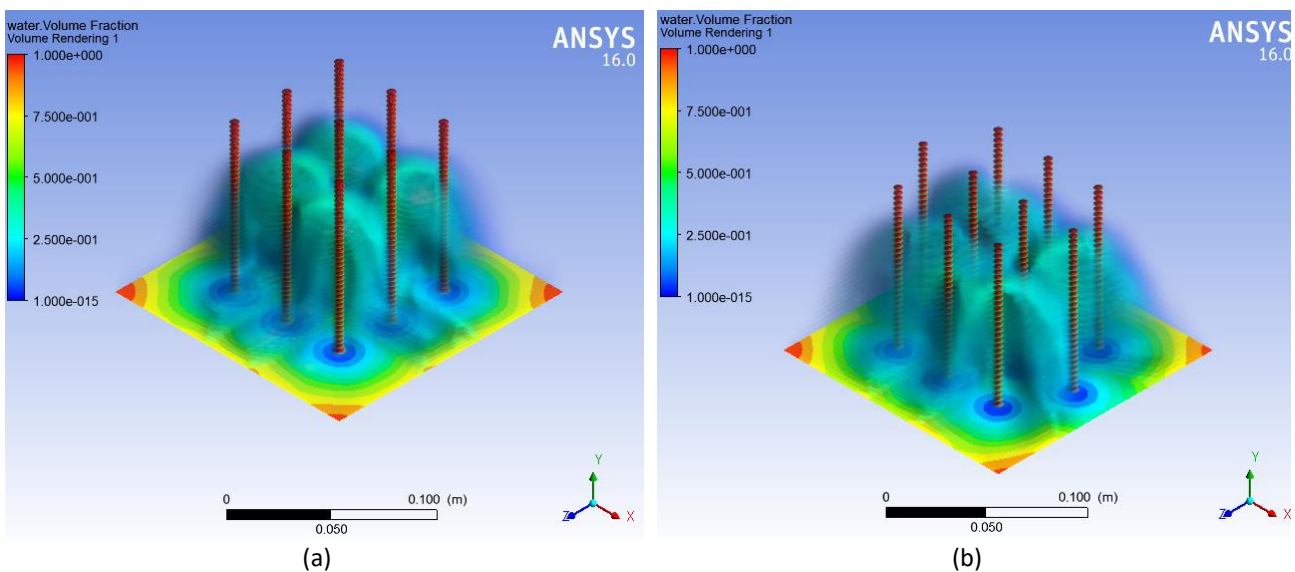 water.Volume Fraction
Volume Rendering 1
1.000e+000
7.500e-001
5.000e-001
2.500e-001
1.000e-015
ANSYS
16.0
0
0.100 (m)
0.050
Y
Z
X
(a)
water.Volume Fraction
Volume Rendering 1
1.000e+000
7.500e-001
5.000e-001
2.500e-001
1.000e-015
ANSYS
16.0
0
0.100 (m)
0.050
Y
Z
X
(b)